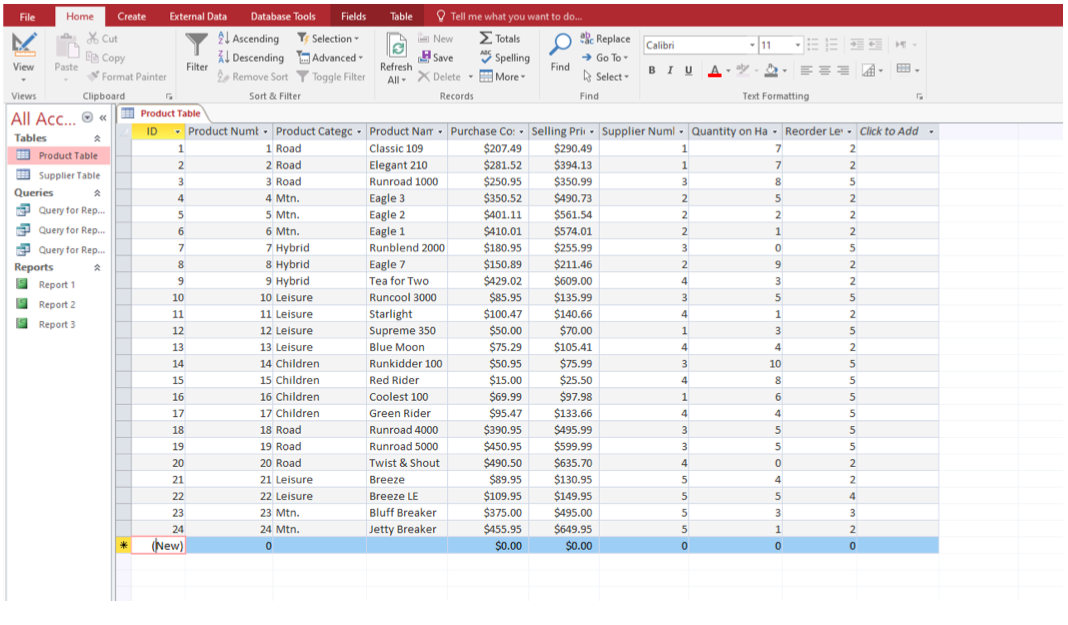 File Home Create External Data Database Tools Fields Table Tell me what you want to do...
View
Views
Paste
Cut
Copy
Format Painter
Clipboard
Filter
Ascending
Descending
Remove Sort
Selection
Advanced
Toggle Filter
Sort & Filter
Refresh
All
New
Save
Delete
Totals
Spelling
More
Records
Find
Replace
Go To
Select
Find
Calibri 11
B I U A
Text Formatting
All Acc...
Tables
Product Table
Supplier Table
Queries
Query for Rep...
Query for Rep...
Query for Rep...
Reports
Report 1
Report 2
Report 3
Product Table
ID Product Numb Product Catego Product Nam Purchase Co Selling Pric Supplier Numl Quantity on Ha Reorder Lev Click to Add
1 1 Road Classic 109 $207.49 $290.49 1 7 2
2 2 Road Elegant 210 $281.52 $394.13 1 7 2
3 3 Road Runroad 1000 $250.95 $350.99 3 8 5
4 4 Mtn. Eagle 3 $350.52 $490.73 2 5 2
5 5 Mtn. Eagle 2 $401.11 $561.54 2 2 2
6 6 Mtn. Eagle 1 $410.01 $574.01 2 1 2
7 7 Hybrid Runblend 2000 $180.95 $255.99 3 0 5
8 8 Hybrid Eagle 7 $150.89 $211.46 2 9 2
9 9 Hybrid Tea for Two $429.02 $609.00 4 3 2
10 10 Leisure Runcool 3000 $85.95 $135.99 3 5 5
11 11 Leisure Starlight $100.47 $140.66 4 1 2
12 12 Leisure Supreme 350 $50.00 $70.00 1 3 5
13 13 Leisure Blue Moon $75.29 $105.41 4 4 2
14 14 Children Runkidder 100 $50.95 $75.99 3 10 5
15 15 Children Red Rider $15.00 $25.50 4 8 5
16 16 Children Coolest 100 $69.99 $97.98 1 6 5
17 17 Children Green Rider $95.47 $133.66 4 4 5
18 18 Road Runroad 4000 $390.95 $495.99 3 5 5
19 19 Road Runroad 5000 $450.95 $599.99 3 5 5
20 20 Road Twist & Shout $490.50 $635.70 4 0 2
21 21 Leisure Breeze $89.95 $130.95 5 4 2
22 22 Leisure Breeze LE $109.95 $149.95 5 5 4
23 23 Mtn. Bluff Breaker $375.00 $495.00 5 3 3
24 24 Mtn. Jetty Breaker $455.95 $649.95 5 1 2
(New) 0 $0.00 $0.00 0 0 0